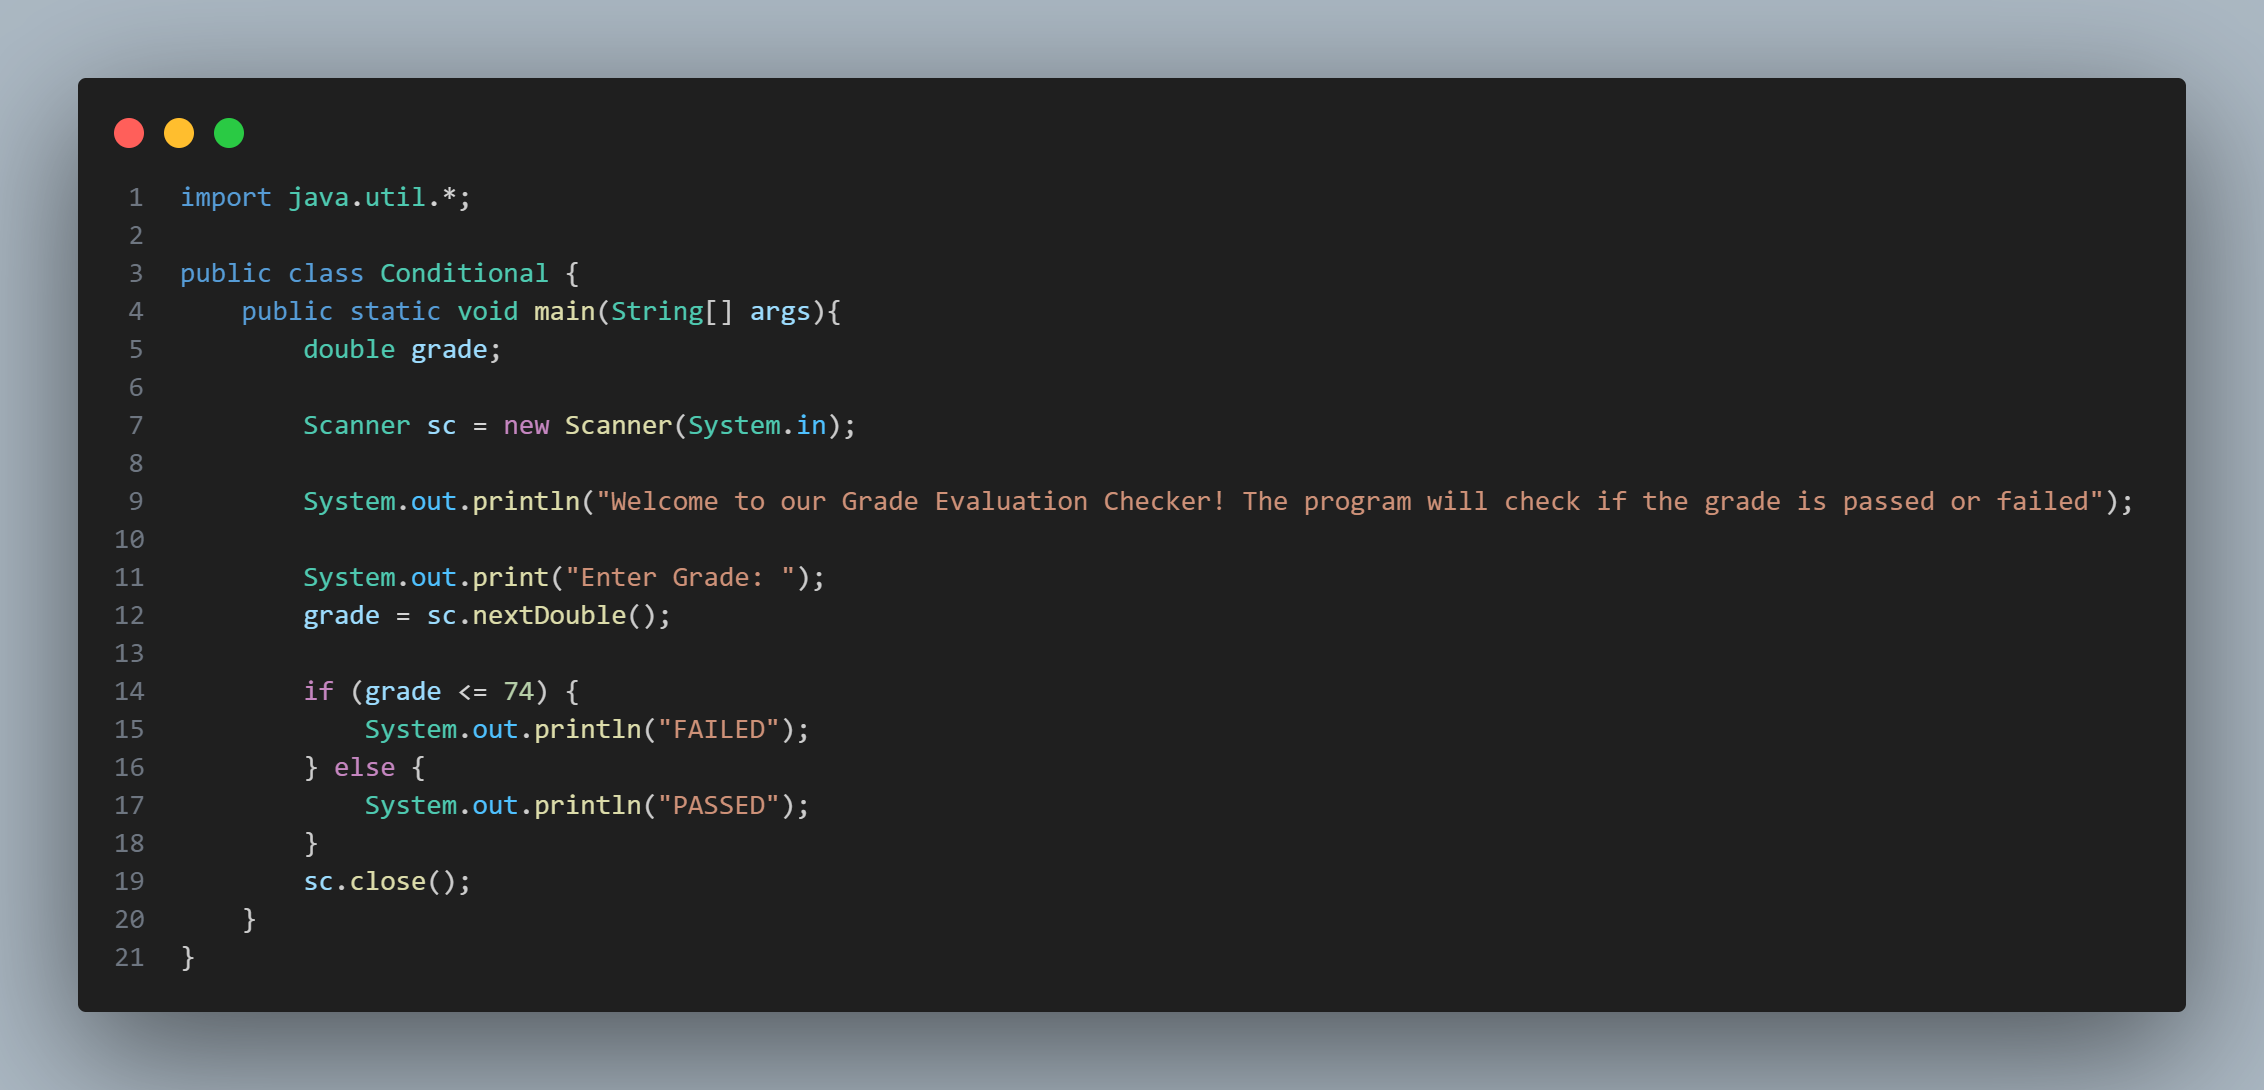 1 import java.util.*;
2
3 public class Conditional {
4     public static void main(String[] args){
5         double grade;
6
7         Scanner sc = new Scanner(System.in);
8
9         System.out.println("Welcome to our Grade Evaluation Checker! The program will check if the grade is passed or failed");
10
11         System.out.print("Enter Grade: ");
12         grade = sc.nextDouble();
13
14         if (grade <= 74) {
15             System.out.println("FAILED");
16         } else {
17             System.out.println("PASSED");
18         }
19         sc.close();
20     }
21 }